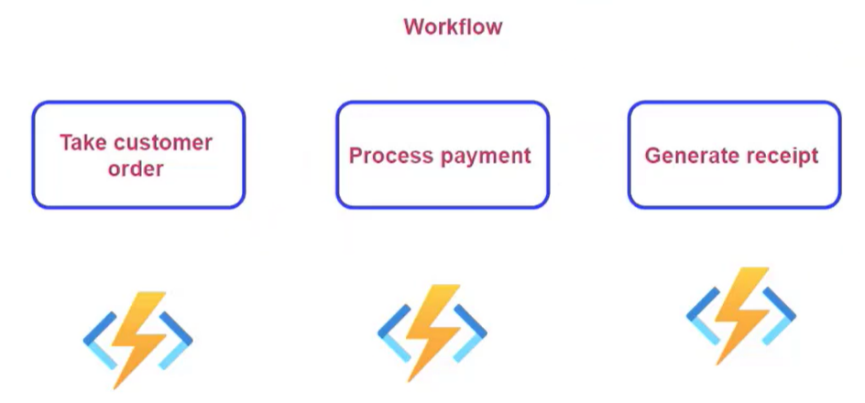 Workflow
Take customer
order
Process payment
Generate receipt